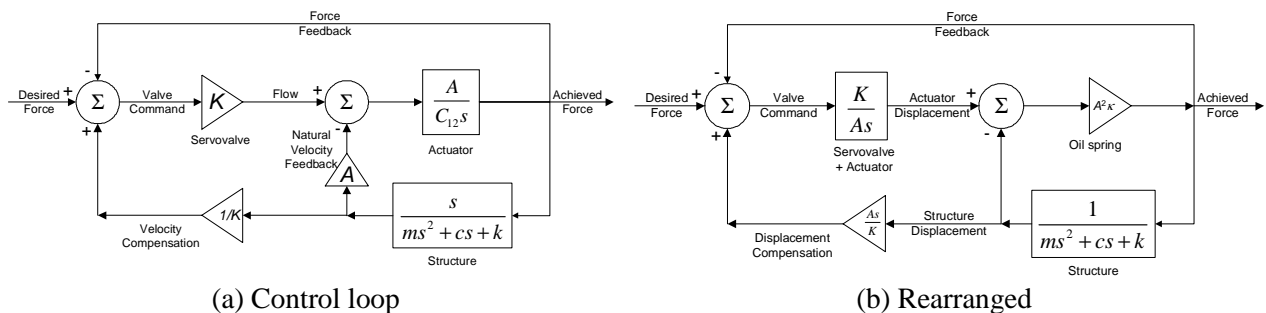 Force
Feedback
-
Desired
Force
+
Σ
+
Valve
Command
K
Servovalve
Flow
+
Σ
-
Natural
Velocity
Feedback
A
A
C₁₂s
Actuator
Achieved
Force
1/K
Velocity
Compensation
s
ms² + cs + k
Structure
(a) Control loop
Force
Feedback
-
Desired
Force
+
Σ
+
Valve
Command
K
As
Servovalve
+ Actuator
Actuator
Displacement
+
Σ
-
A²κ
Oil spring
Achieved
Force
As
K
Displacement
Compensation
Structure
Displacement
1
ms² + cs + k
Structure
(b) Rearranged